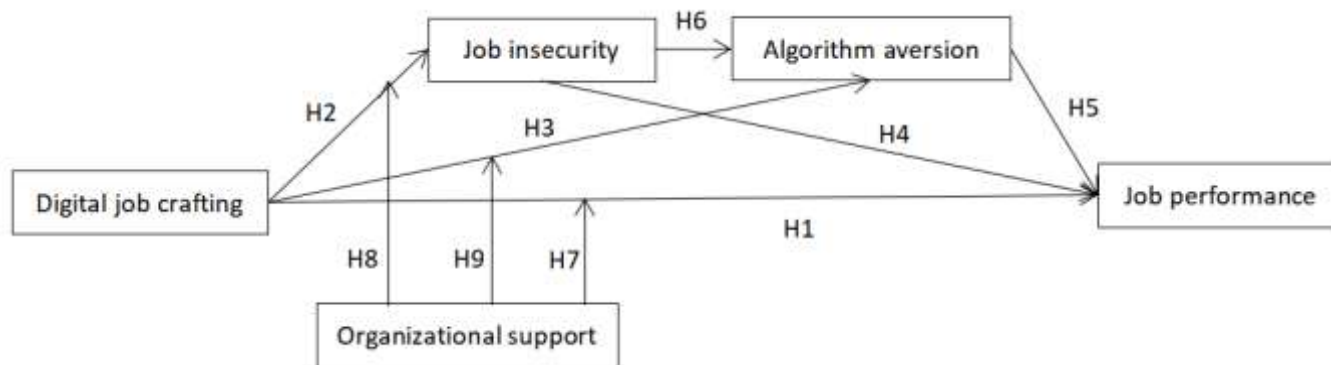 H6
Job insecurity
Algorithm aversion
H2
H3
H4
H5
Digital job crafting
Job performance
H1
H8
H9
H7
Organizational support